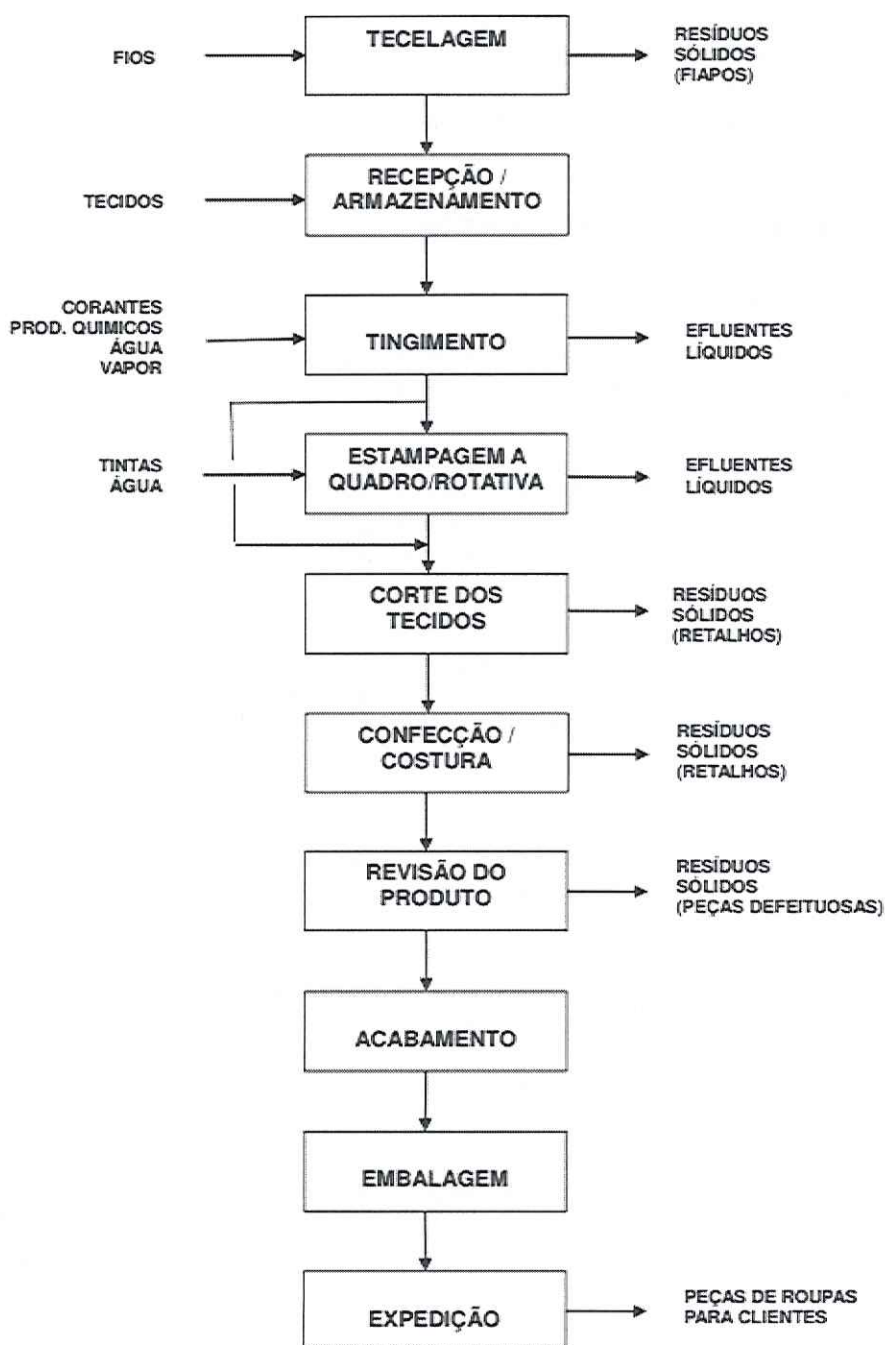 TECELAGEM
FIOS
RESÍDUOS
SÓLIDOS
(FIAPOS)
RECEPÇÃO /
ARMAZENAMENTO
TECIDOS
CORANTES
PROD. QUIMICOS
ÁGUA
VAPOR
TINGIMENTO
EFLUENTES
LÍQUIDOS
TINTAS
ÁGUA
ESTAMPAGEM A
QUADRO/ROTATIVA
EFLUENTES
LÍQUIDOS
CORTE DOS
TECIDOS
RESÍDUOS
SÓLIDOS
(RETALHOS)
CONFECÇÃO /
COSTURA
RESÍDUOS
SÓLIDOS
(RETALHOS)
REVISÃO DO
PRODUTO
RESÍDUOS
SÓLIDOS
(PEÇAS DEFEITUOSAS)
ACABAMENTO
EMBALAGEM
EXPEDIÇÃO
PEÇAS DE ROUPAS
PARA CLIENTES